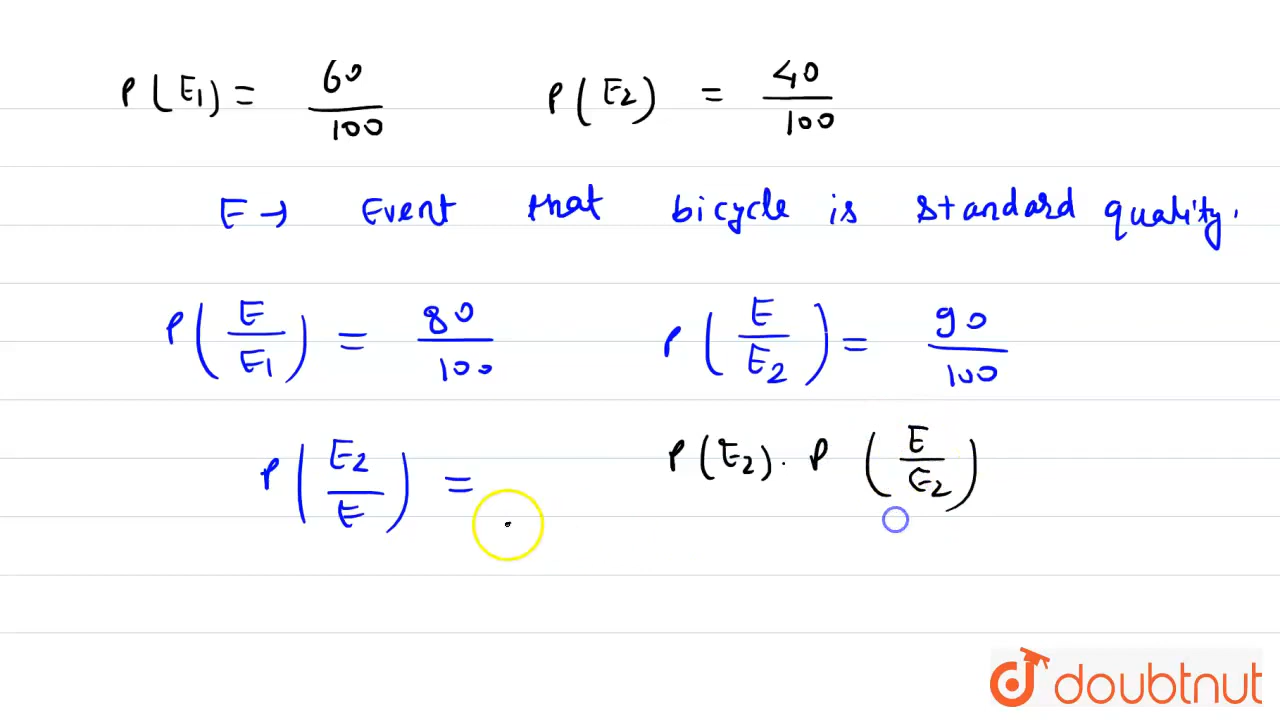 P(E1) = 60/100 P(E2) = 40/100
E → Event that bicycle is standard quality.
P(E/E1) = 80/100 P(E/E2) = 90/100
P(E2/E) = P(E2). P(E/E2)
doubtnut